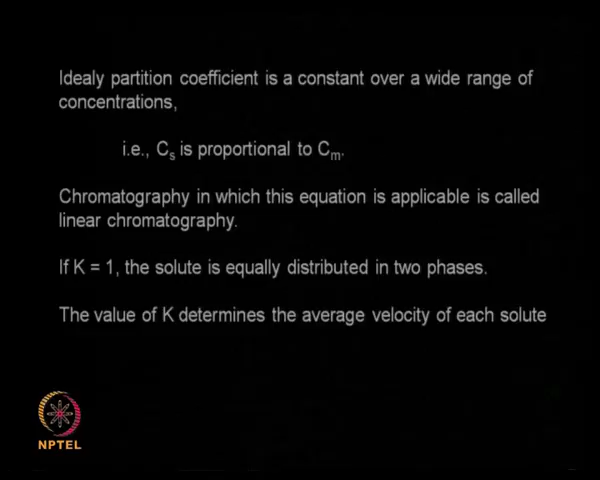 Idealy partition coefficient is a constant over a wide range of
concentrations,
i.e., Cs is proportional to Cm.
Chromatography in which this equation is applicable is called
linear chromatography.
If K = 1, the solute is equally distributed in two phases.
The value of K determines the average velocity of each solute
NPTEL